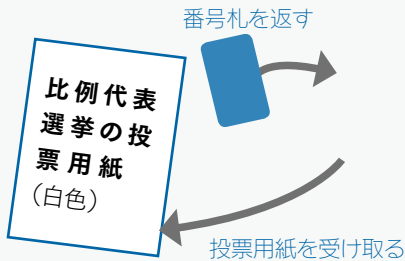 番号札を返す
比例代表
選挙の投
票用紙
（白色）
投票用紙を受け取る